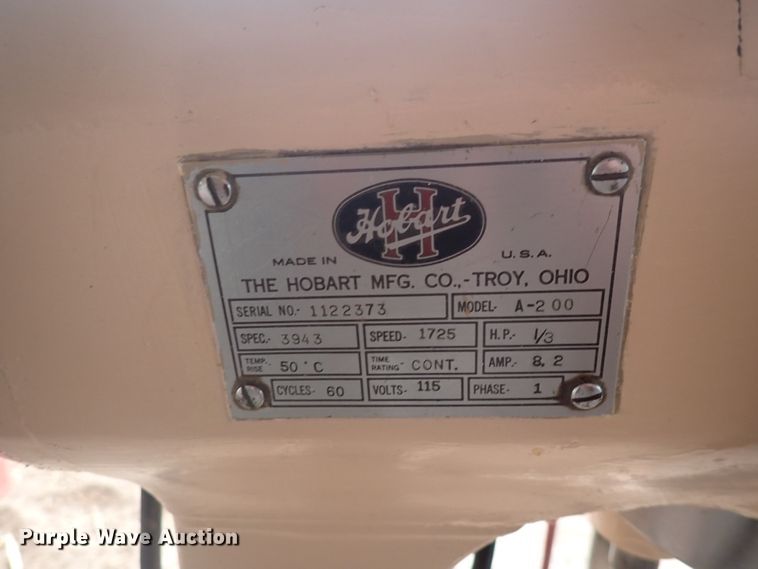 Hobart
H
MADE IN U.S.A.
THE HOBART MFG. CO.,-TROY, OHIO
SERIAL NO.- 1122373 MODEL- A-200
SPEC.- 3943 SPEED.- 1725 H.P.- 1/3
TEMP. RISE 50°C TIME RATING- CONT. AMP.- 8.2
CYCLES- 60 VOLTS- 115 PHASE- 1
Purple Wave Auction